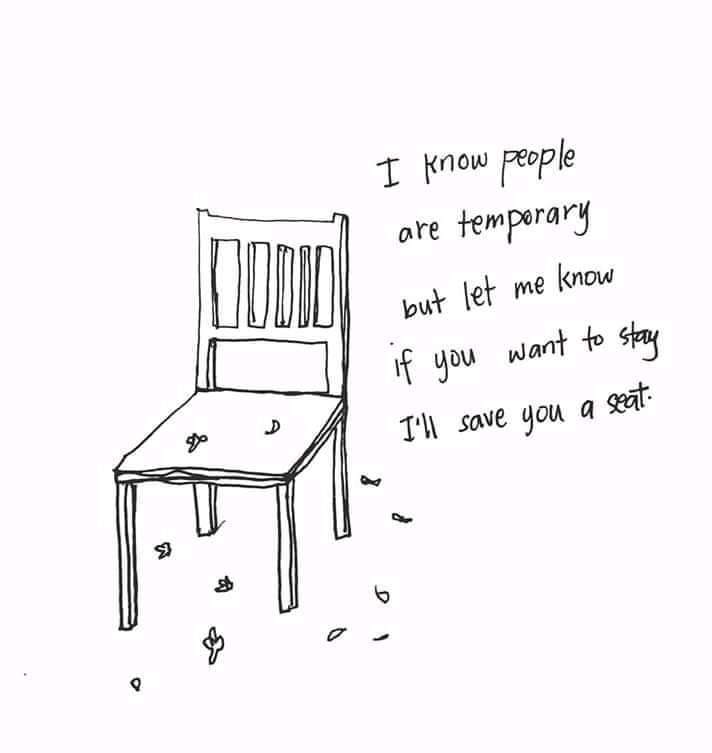 I know people
are temporary
but let me know
if you want to stay
I'll save you a seat.